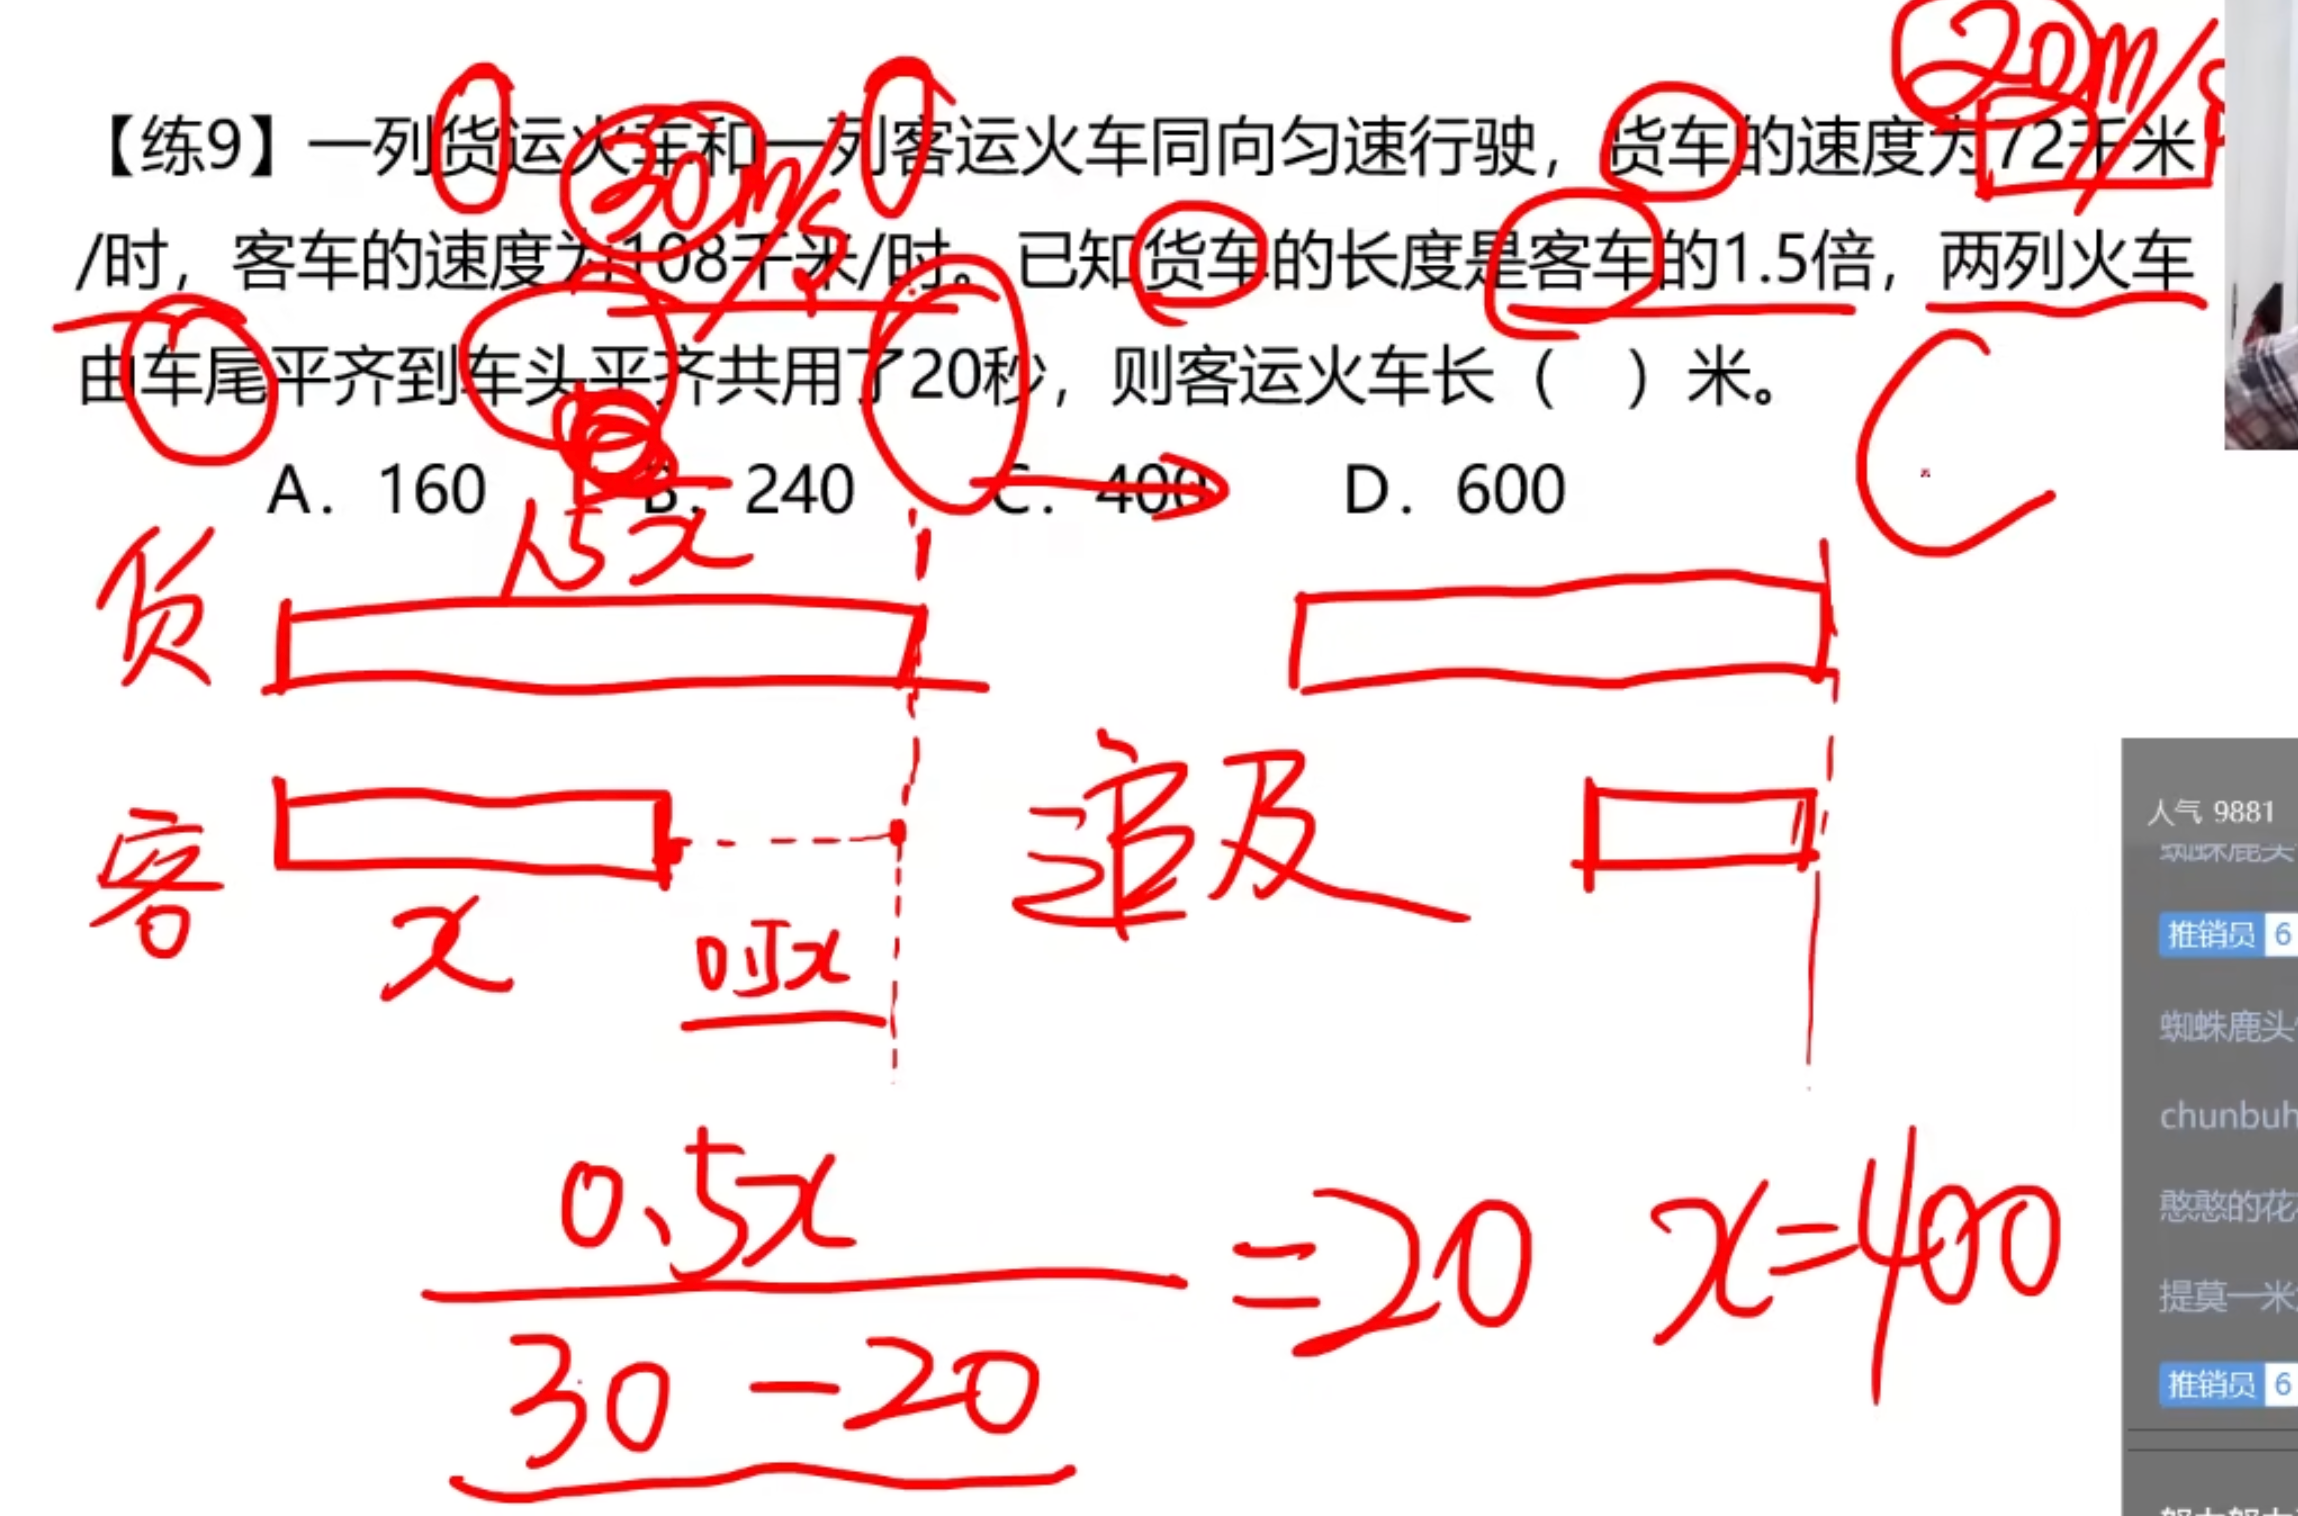 20m/s
【练9】一列货运火车和一列客运火车同向匀速行驶，货车的速度为72千米
30m/s
/时，客车的速度为108千米/时。已知货车的长度是客车的1.5倍，两列火车
由车尾平齐到车头平齐共用了20秒，则客运火车长（ ）米。
C
A. 160 B. 240 C. 400 D. 600
1.5x
货
客
x
0.5x
追及
0.5x
30-20
=20
x=400
人气 9881
蜘蛛鹿头
推销员 6
蜘蛛鹿头
chunbuh
憨憨的花
提莫一米
推销员 6